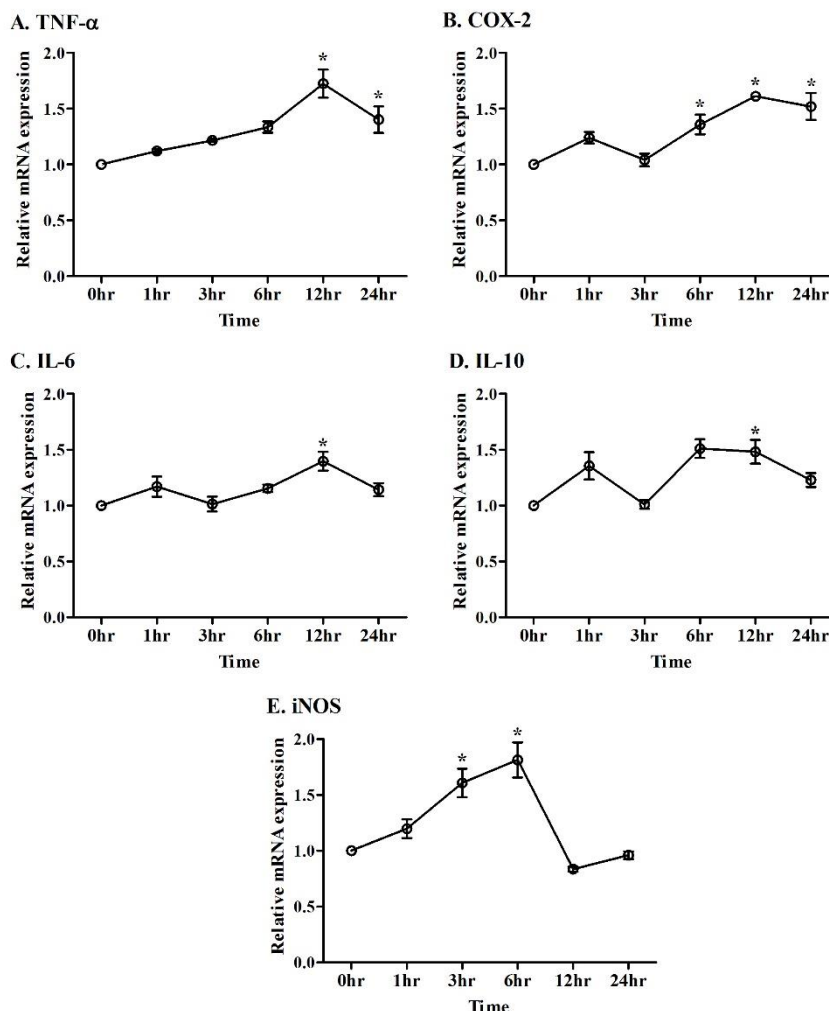 A. TNF-α
Relative mRNA expression
2.0
1.5
1.0
0.5
0.0
*
*
0hr 1hr 3hr 6hr 12hr 24hr
Time
B. COX-2
Relative mRNA expression
2.0
1.5
1.0
0.5
0.0
*
*
*
0hr 1hr 3hr 6hr 12hr 24hr
Time
C. IL-6
Relative mRNA expression
2.0
1.5
1.0
0.5
0.0
*
0hr 1hr 3hr 6hr 12hr 24hr
Time
D. IL-10
Relative mRNA expression
2.0
1.5
1.0
0.5
0.0
*
0hr 1hr 3hr 6hr 12hr 24hr
Time
E. iNOS
Relative mRNA expression
2.0
1.5
1.0
0.5
0.0
*
*
0hr 1hr 3hr 6hr 12hr 24hr
Time